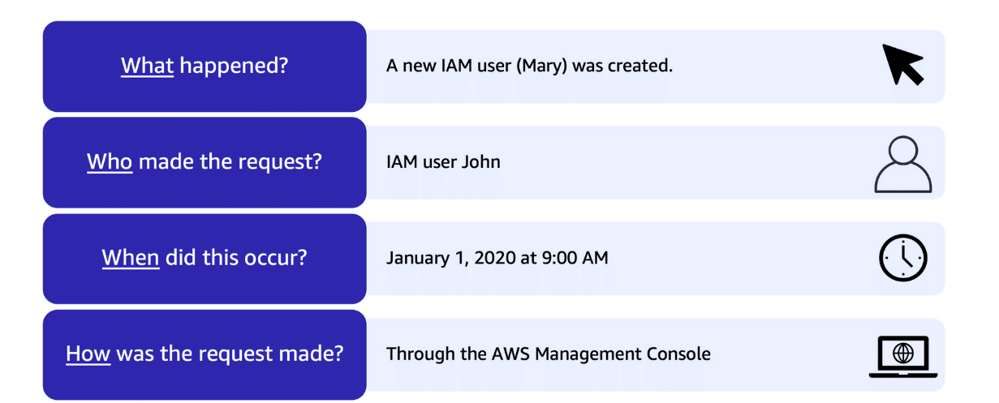 What happened?
A new IAM user (Mary) was created.
Who made the request?
IAM user John
When did this occur?
January 1, 2020 at 9:00 AM
How was the request made?
Through the AWS Management Console